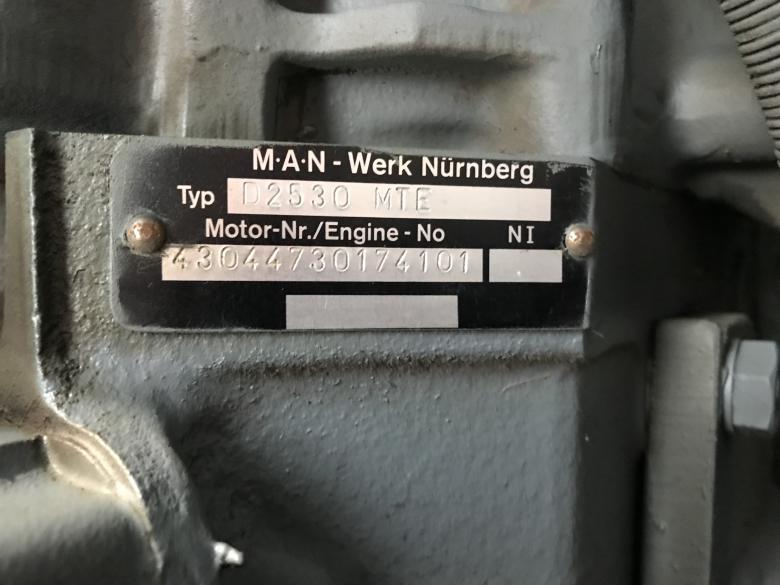 M·A·N - Werk Nürnberg
Typ D2530 MTE
Motor-Nr./Engine - No NI
43044730174101